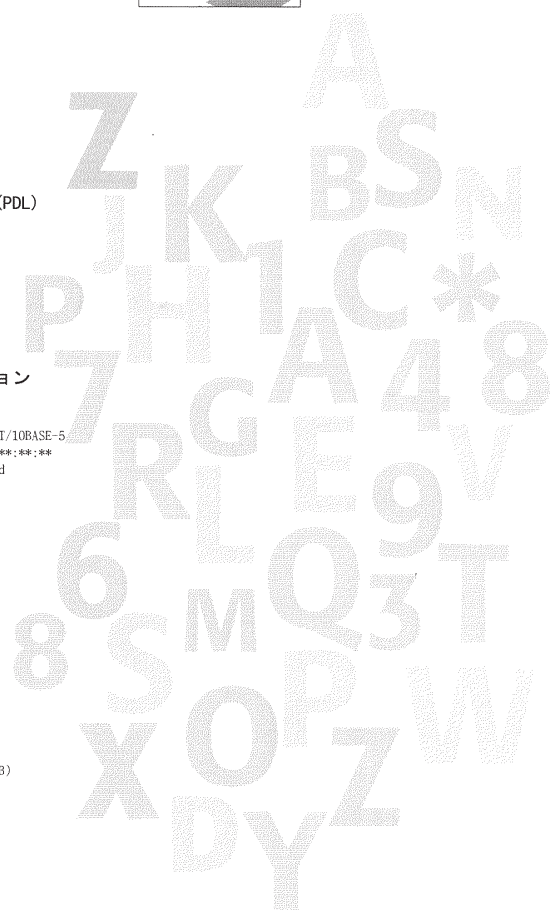 A
Z
S
B
(PDL)
K
N
J
C
1
*
H
P
A
8
4
7
ョン
G
T/10BASE-5
E
V
**:**:**
R
d
9
L
6
Q
T
3
M
8
S
P
W
O
X
Z
3)
D
Y